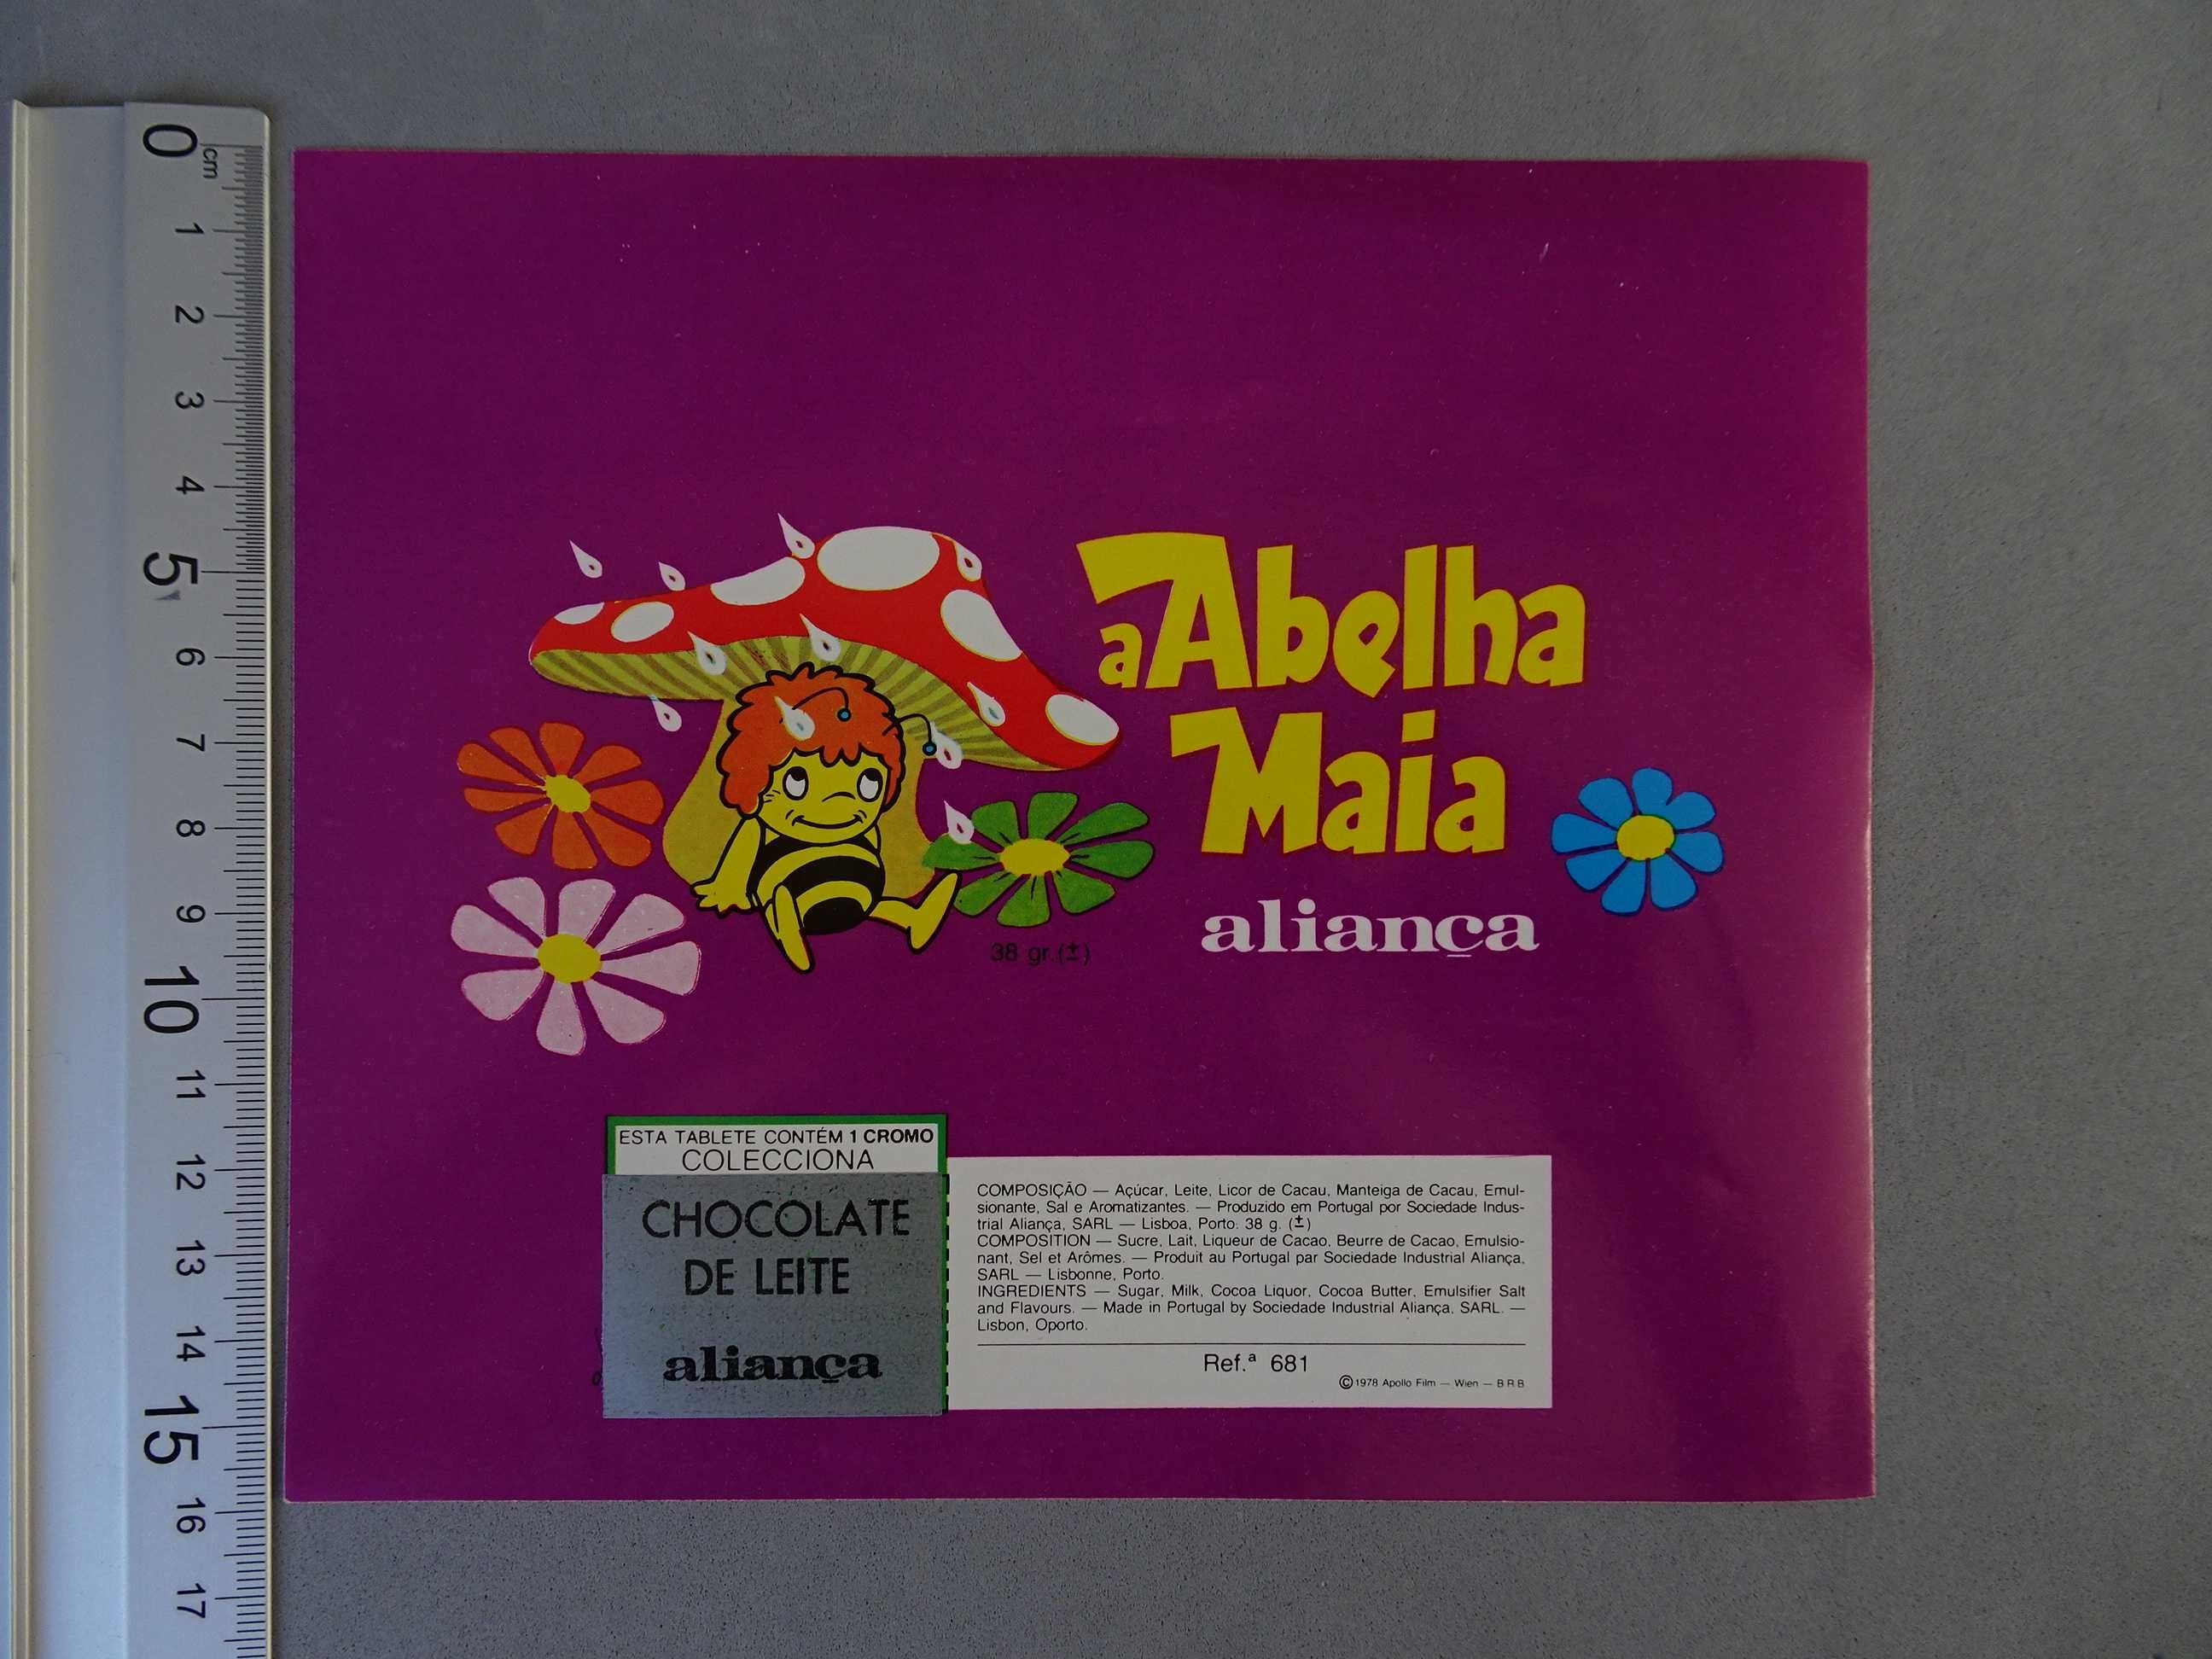 0
cm
1
2
3
4
5
6
7
8
9
10
11
12
13
14
15
16
17
a Abelha
Maia
aliança
38 gr. (±)
ESTA TABLETE CONTÉM 1 CROMO
COLECCIONA
CHOCOLATE
DE LEITE
aliança
COMPOSIÇÃO — Açúcar, Leite, Licor de Cacau, Manteiga de Cacau, Emul-
sionante, Sal e Aromatizantes. — Produzido em Portugal por Sociedade Indus-
trial Aliança, SARL — Lisboa, Porto. 38 g. (±)
COMPOSITION — Sucre, Lait, Liqueur de Cacao, Beurre de Cacao, Emulsio-
nant, Sel et Arômes. — Produit au Portugal par Sociedade Industrial Aliança,
SARL — Lisbonne, Porto.
INGREDIENTS — Sugar, Milk, Cocoa Liquor, Cocoa Butter, Emulsifier Salt
and Flavours. — Made in Portugal by Sociedade Industrial Aliança, SARL. —
Lisbon, Oporto.
Ref.ª 681
© 1978 Apollo Film — Wien — B R B